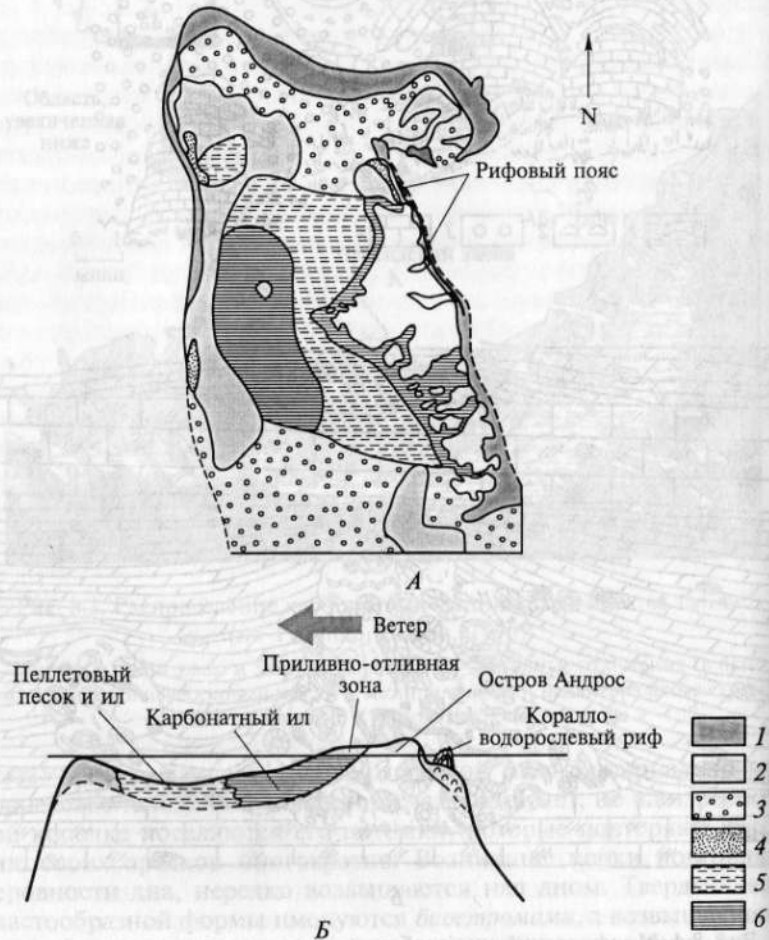 N
Рифовый пояс
А
Ветер
Пеллетовый
песок и ил
Карбонатный ил
Приливно-отливная
зона
Остров Андрос
Коралло-
водорослевый риф
1
2
3
4
5
6
Б